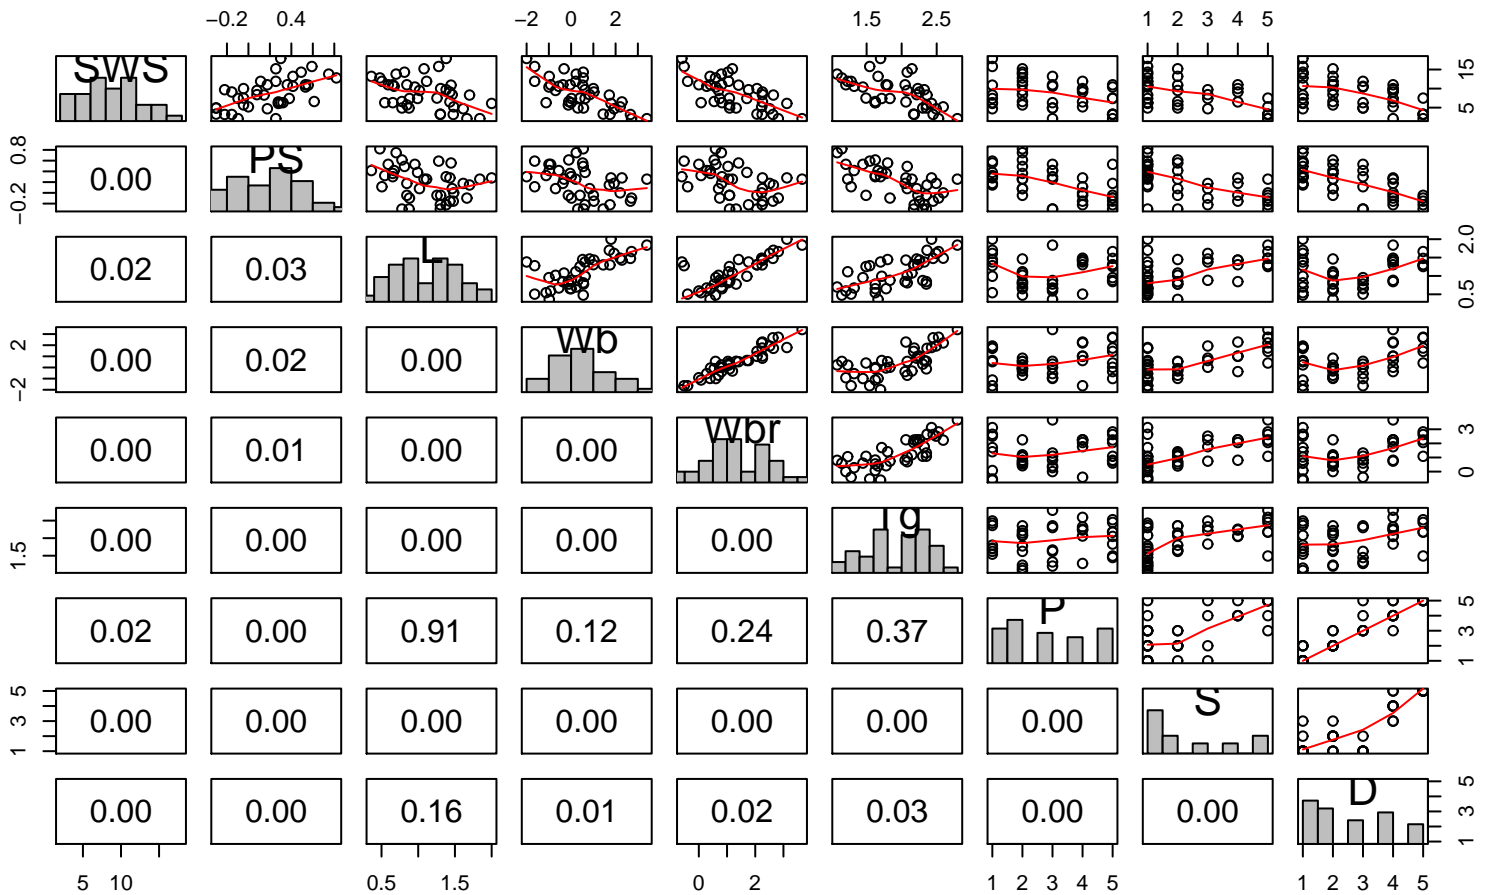 −0.2 0.4 −2 0 2 1.5 2.5 1 2 3 4 5
SWS 5 15
−0.2 0.8 0.00 PS
0.02 0.03 L 0.5 2.0
−2 2 0.00 0.02 0.00 Wb
0.00 0.01 0.00 0.00 Wbr 0 3
1.5 0.00 0.00 0.00 0.00 0.00 Tg
0.02 0.00 0.91 0.12 0.24 0.37 P 1 3 5
1 3 5 0.00 0.00 0.00 0.00 0.00 0.00 0.00 S
0.00 0.00 0.16 0.01 0.02 0.03 0.00 0.00 D 1 3 5
5 10 0.5 1.5 0 2 1 2 3 4 5 1 2 3 4 5